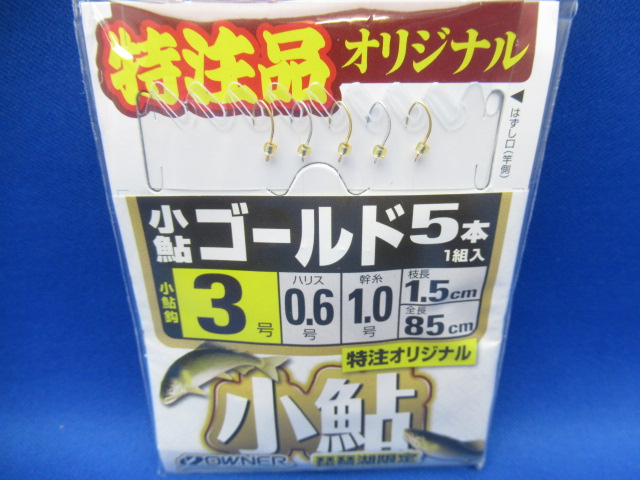 特注品 オリジナル
◀はずし口(竿側)
小鮎 ゴールド 5本
1組入
小鮎鈎 3号
ハリス 0.6号
幹糸 1.0号
枝長 1.5cm
全長 85cm
特注オリジナル
小鮎
OWNER 琵琶湖限定